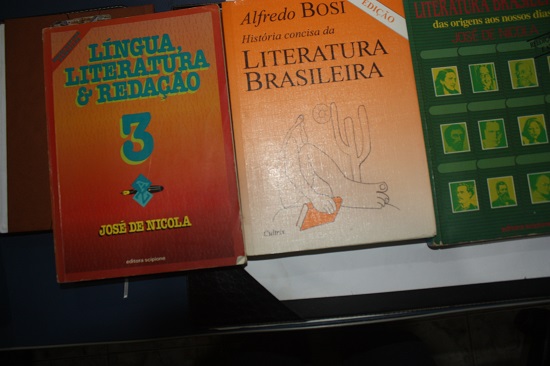 LÍNGUA,
LITERATURA
& REDAÇÃO
3
JOSÉ DE NICOLA
editora scipione
Alfredo BOSI
História concisa da
LITERATURA
BRASILEIRA
EDIÇÃO
Cultrix
LITERATURA BRASILEIRA
das origens aos nossos dias
JOSÉ DE NICOLA